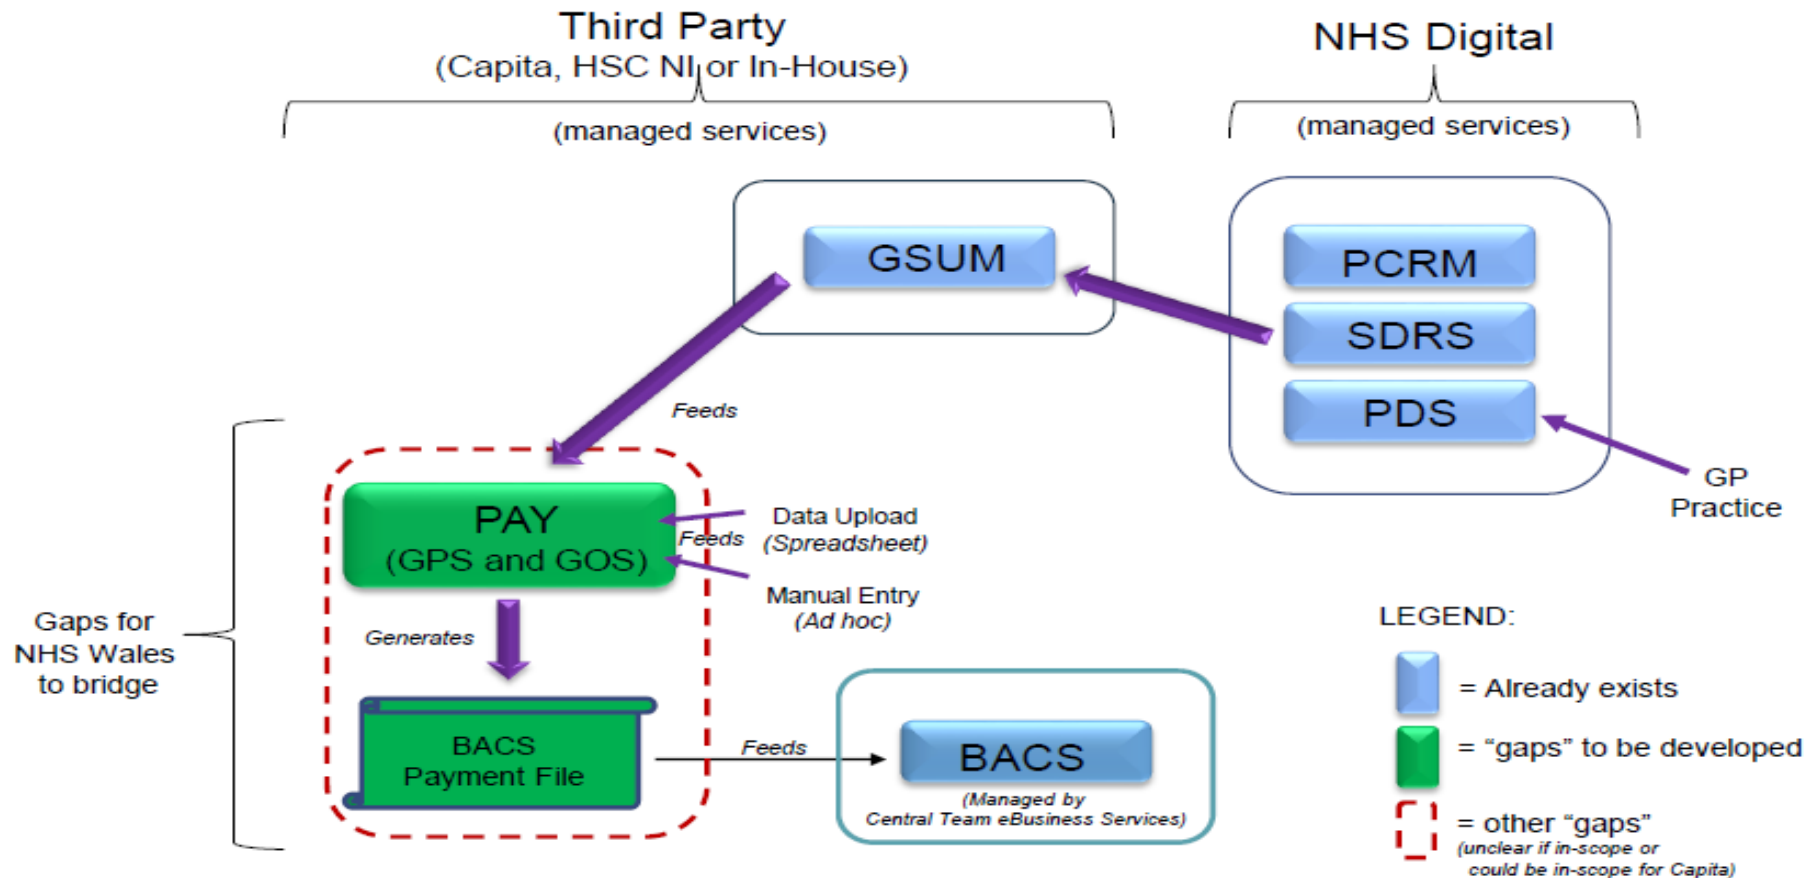 Third Party
(Capita, HSC NI or In-House)
(managed services)
NHS Digital
(managed services)
GSUM
PCRM
SDRS
PDS
GP
Practice
Feeds
PAY
(GPS and GOS)
Feeds
Data Upload
(Spreadsheet)
Manual Entry
(Ad hoc)
Generates
Gaps for
NHS Wales
to bridge
BACS
Payment File
Feeds
BACS
(Managed by
Central Team eBusiness Services)
LEGEND:
= Already exists
= “gaps” to be developed
= other “gaps”
(unclear if in-scope or
could be in-scope for Capita)